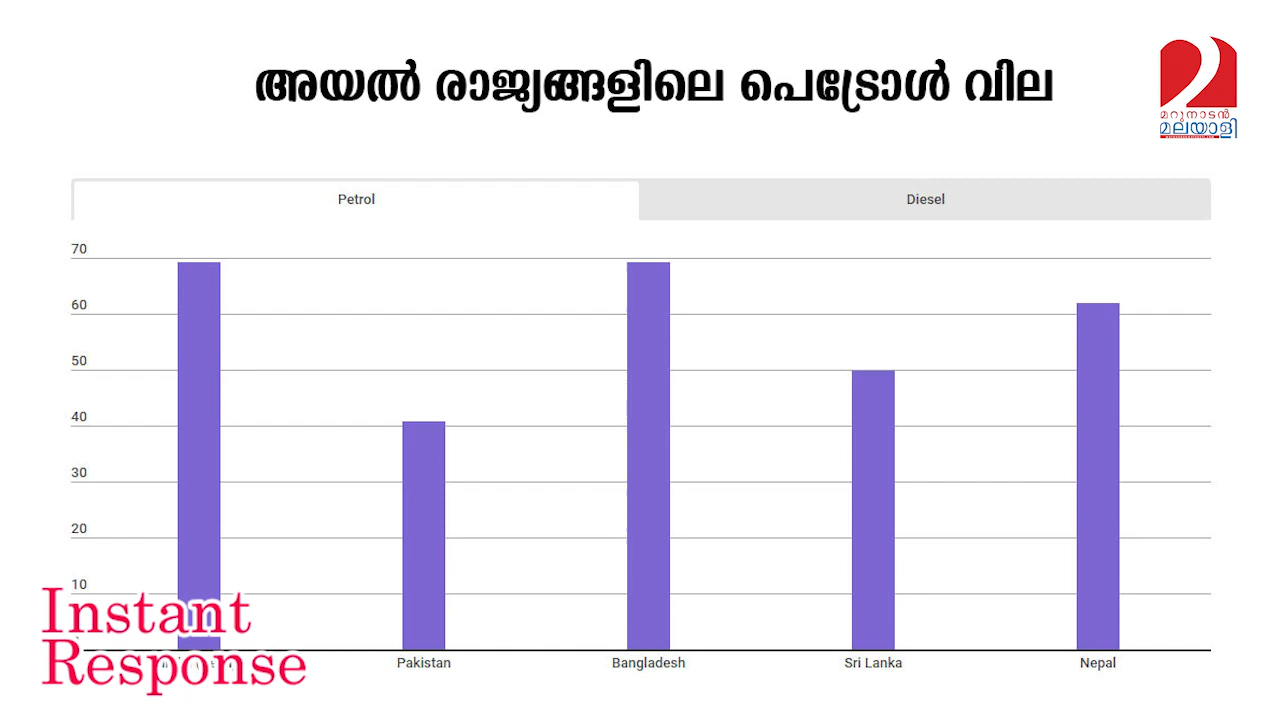 അയൽ രാജ്യങ്ങളിലെ പെട്രോൾ വില
മറുനാടൻ
മലയാളി
Petrol
Diesel
70
60
50
40
30
20
10
Instant
Response
Pakistan
Bangladesh
Sri Lanka
Nepal